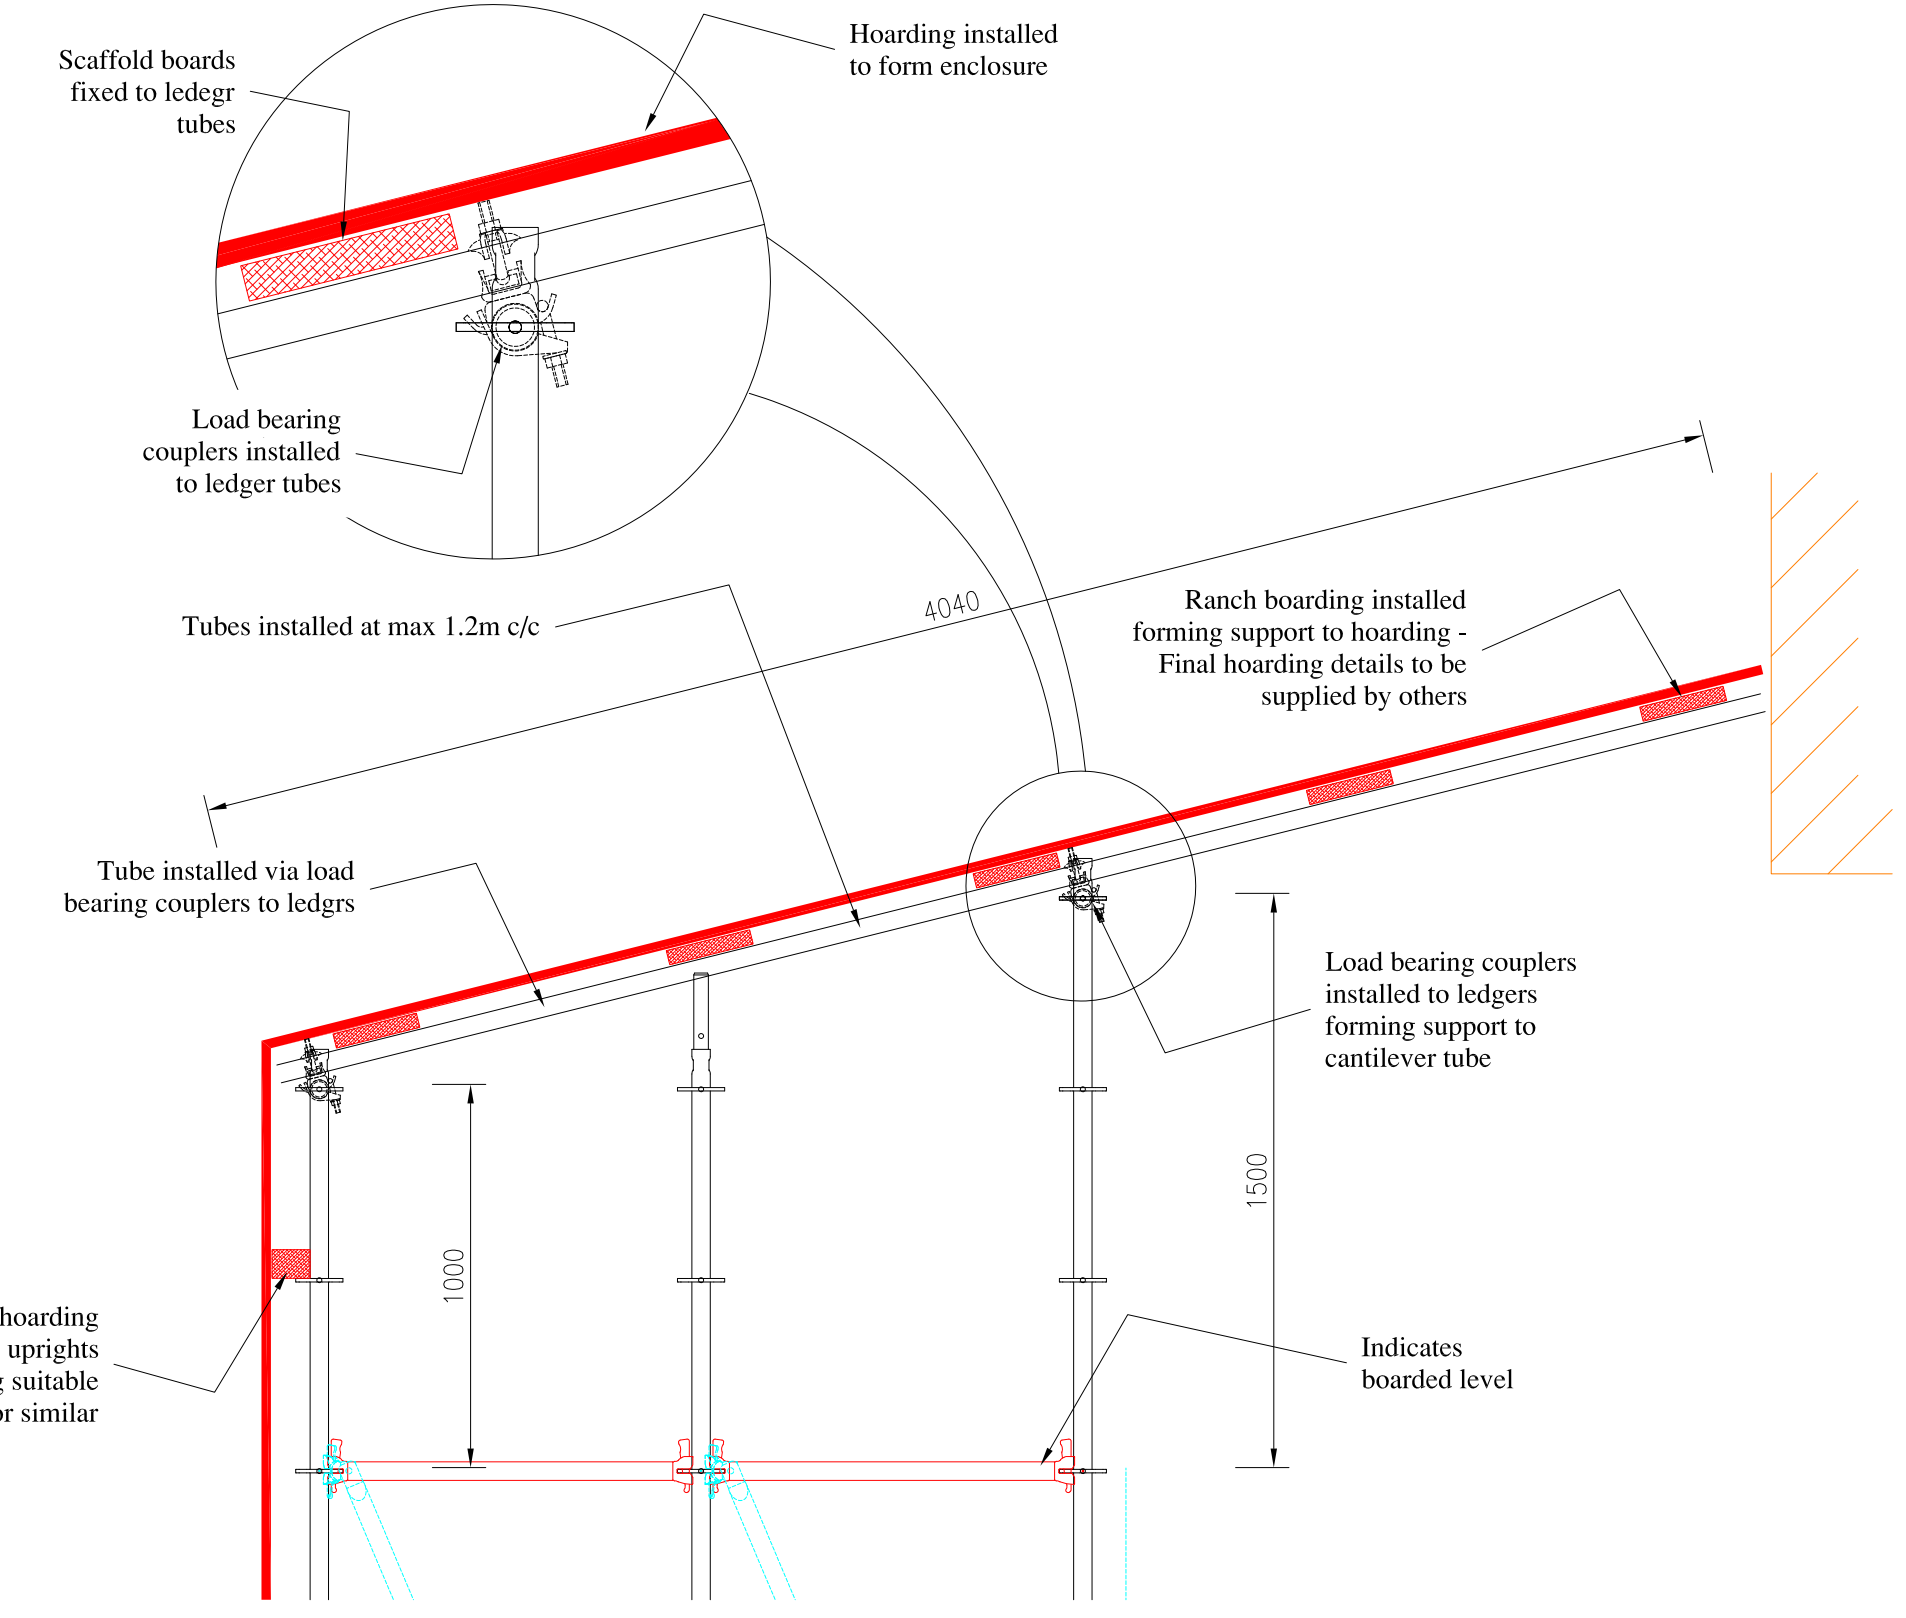 Hoarding installed
to form enclosure
Scaffold boards
fixed to ledegr
tubes
Load bearing
couplers installed
to ledger tubes
Tubes installed at max 1.2m c/c
4040
Ranch boarding installed
forming support to hoarding -
Final hoarding details to be
supplied by others
Tube installed via load
bearing couplers to ledgrs
Load bearing couplers
installed to ledgers
forming support to
cantilever tube
1500
1000
hoarding
uprights
suitable
or similar
Indicates
boarded level